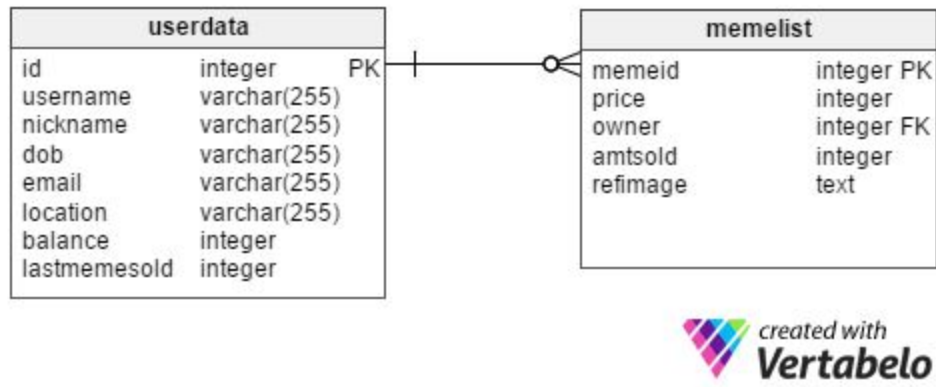 userdata
id integer PK
username varchar(255)
nickname varchar(255)
dob varchar(255)
email varchar(255)
location varchar(255)
balance integer
lastmemesold integer
memelist
memeid integer PK
price integer
owner integer FK
amtsold integer
refimage text
created with
Vertabelo